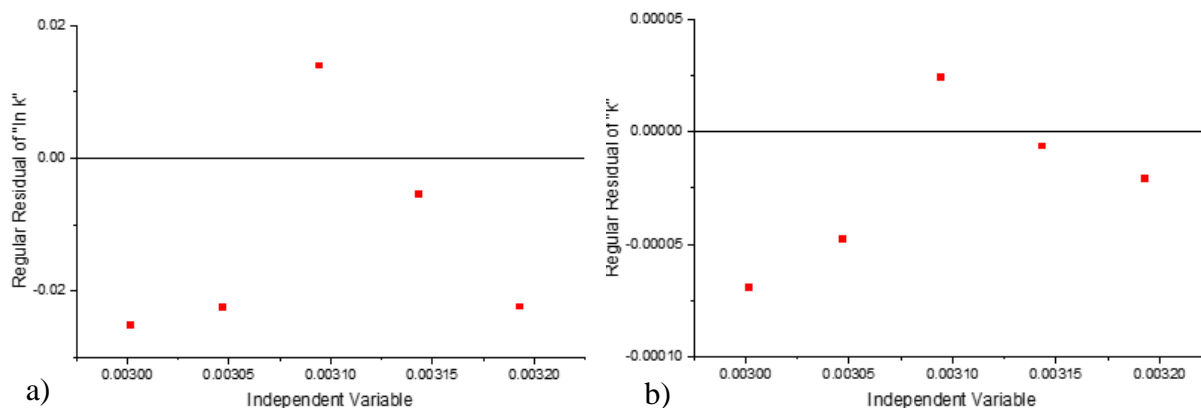 0.02
0.00
-0.02
Regular Residual of "ln k"
0.00300
0.00305
0.00310
0.00315
0.00320
Independent Variable
a)
0.00005
0.00000
-0.00005
-0.00010
Regular Residual of "k"
0.00300
0.00305
0.00310
0.00315
0.00320
Independent Variable
b)